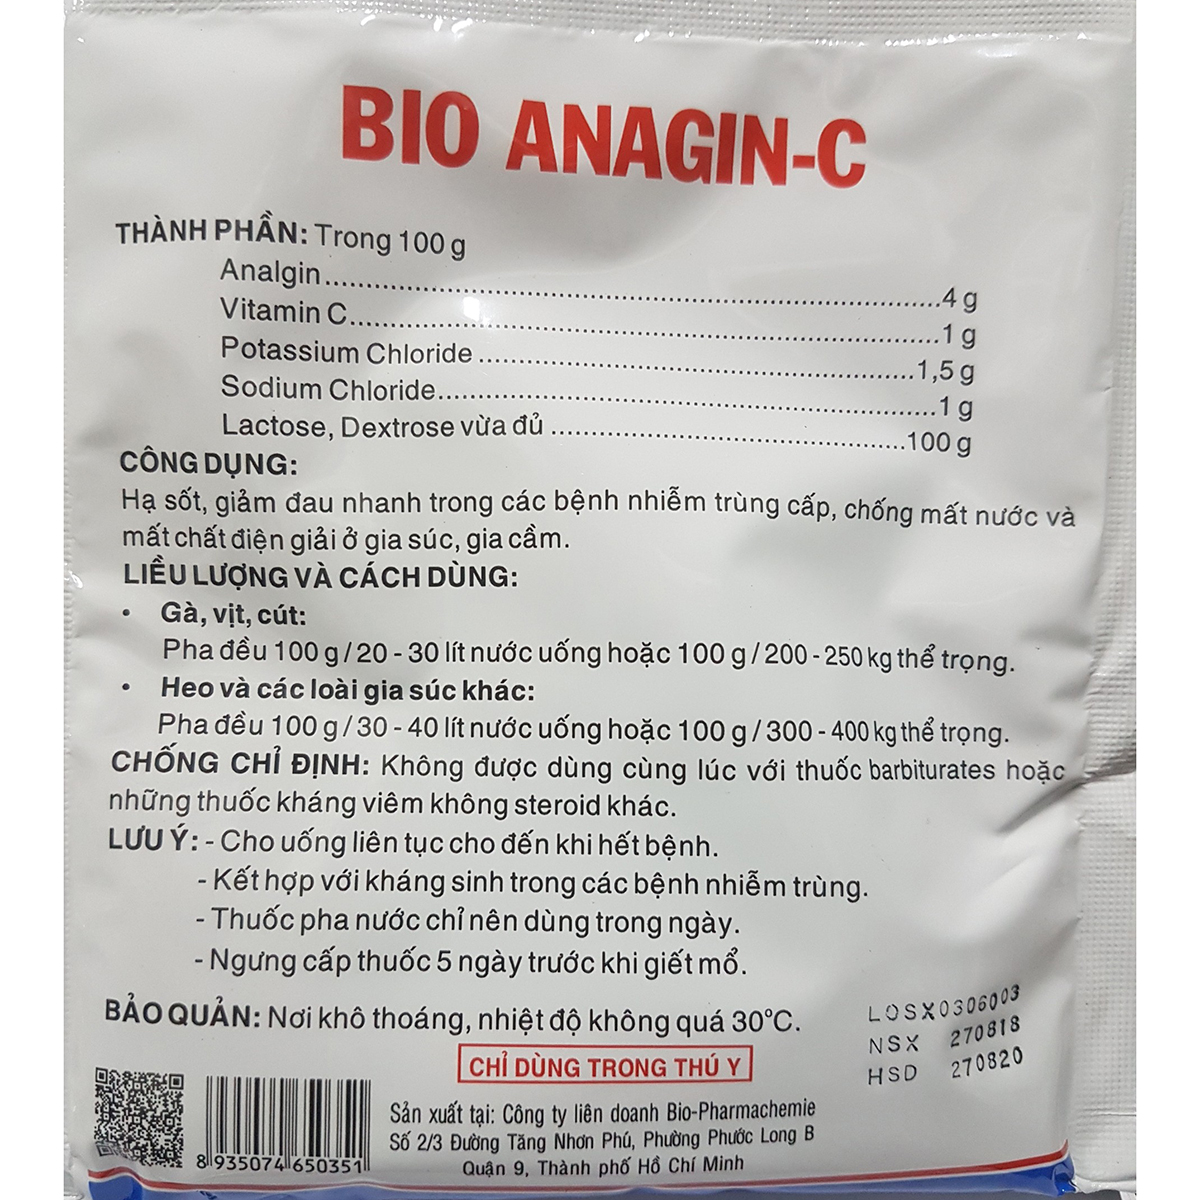 BIO ANAGIN-C
THÀNH PHẦN: Trong 100 g
Analgin................................................4 g
Vitamin C................................................1 g
Potassium Chloride................................................1,5 g
Sodium Chloride................................................1 g
Lactose, Dextrose vừa đủ................................................100 g
CÔNG DỤNG:
Hạ sốt, giảm đau nhanh trong các bệnh nhiễm trùng cấp, chống mất nước và
mất chất điện giải ở gia súc, gia cầm.
LIỀU LƯỢNG VÀ CÁCH DÙNG:
• Gà, vịt, cút:
Pha đều 100 g / 20 - 30 lít nước uống hoặc 100 g / 200 - 250 kg thể trọng.
• Heo và các loài gia súc khác:
Pha đều 100 g / 30 - 40 lít nước uống hoặc 100 g / 300 - 400 kg thể trọng.
CHỐNG CHỈ ĐỊNH: Không được dùng cùng lúc với thuốc barbiturates hoặc
những thuốc kháng viêm không steroid khác.
LƯU Ý: - Cho uống liên tục cho đến khi hết bệnh.
- Kết hợp với kháng sinh trong các bệnh nhiễm trùng.
- Thuốc pha nước chỉ nên dùng trong ngày.
- Ngưng cấp thuốc 5 ngày trước khi giết mổ.
BẢO QUẢN: Nơi khô thoáng, nhiệt độ không quá 30°C.
LOSX0306003
NSX 270818
HSD 270820
CHỈ DÙNG TRONG THÚ Y
Sản xuất tại: Công ty liên doanh Bio-Pharmachemie
Số 2/3 Đường Tăng Nhơn Phú, Phường Phước Long B
Quận 9, Thành phố Hồ Chí Minh
8 935074 650351